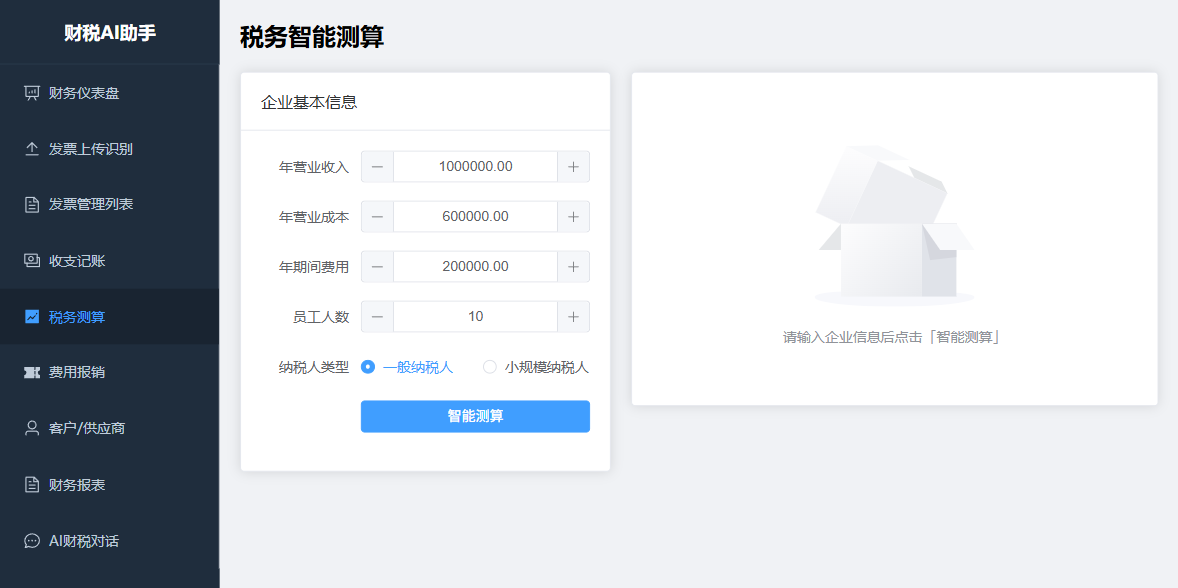 财税AI助手
财务仪表盘
发票上传识别
发票管理列表
收支记账
税务测算
费用报销
客户/供应商
财务报表
AI财税对话
税务智能测算
企业基本信息
年营业收入 1000000.00
年营业成本 600000.00
年期间费用 200000.00
员工人数 10
纳税人类型 一般纳税人 小规模纳税人
智能测算
请输入企业信息后点击「智能测算」